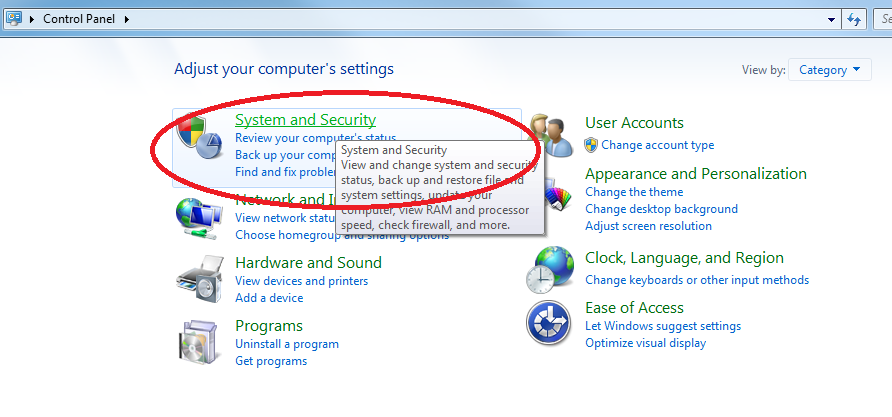 Control Panel
Se
Adjust your computer's settings
View by: Category
System and Security
Review your computer's status
Back up your comp
Find and fix problen
System and Security
View and change system and security
status, back up and restore file and
system settings, update your
computer, view RAM and processor
speed, check firewall, and more.
Network and I
View network statu
Choose homegroup and sharing options
Hardware and Sound
View devices and printers
Add a device
Programs
Uninstall a program
Get programs
User Accounts
Change account type
Appearance and Personalization
Change the theme
Change desktop background
Adjust screen resolution
Clock, Language, and Region
Change keyboards or other input methods
Ease of Access
Let Windows suggest settings
Optimize visual display